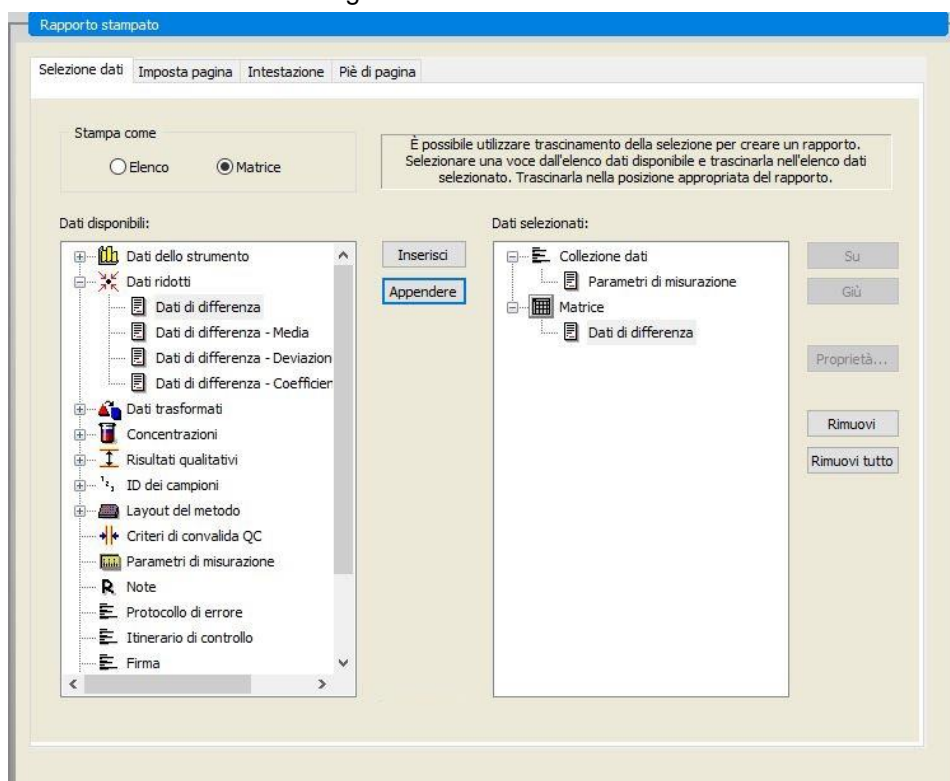 Rapporto stampato
Selezione dati Imposta pagina Intestazione Piè di pagina
Stampa come
Elenco Matrice
È possibile utilizzare trascinamento della selezione per creare un rapporto.
Selezionare una voce dall'elenco dati disponibile e trascinarla nell'elenco dati
selezionato. Trascinarla nella posizione appropriata del rapporto.
Dati disponibili:
Dati dello strumento
Dati ridotti
Dati di differenza
Dati di differenza - Media
Dati di differenza - Deviazion
Dati di differenza - Coefficier
Dati trasformati
Concentrazioni
Risultati qualitativi
ID dei campioni
Layout del metodo
Criteri di convalida QC
Parametri di misurazione
Note
Protocollo di errore
Itinerario di controllo
Firma
Inserisci
Appendere
Dati selezionati:
Collezione dati
Parametri di misurazione
Matrice
Dati di differenza
Su
Giù
Proprietà...
Rimuovi
Rimuovi tutto